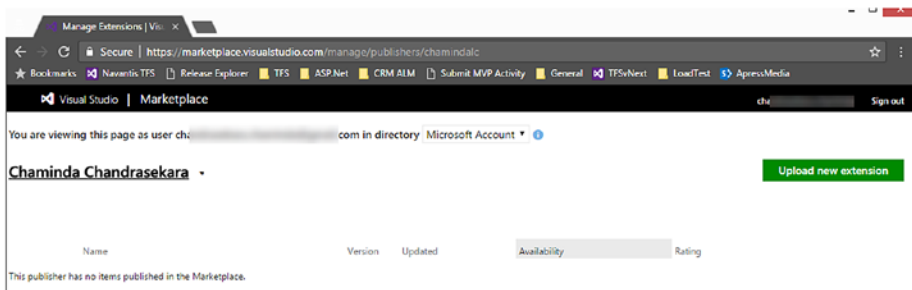 Manage Extensions | Vis
Secure | https://marketplace.visualstudio.com/manage/publishers/chamindalc
Bookmarks Navantis TFS Release Explorer TFS ASP.Net CRM ALM Submit MVP Activity General TFSvNext LoadTest ApressMedia
Visual Studio | Marketplace cha Sign out
You are viewing this page as user cha com in directory Microsoft Account
Chaminda Chandrasekara Upload new extension
Name Version Updated Availability Rating
This publisher has no items published in the Marketplace.